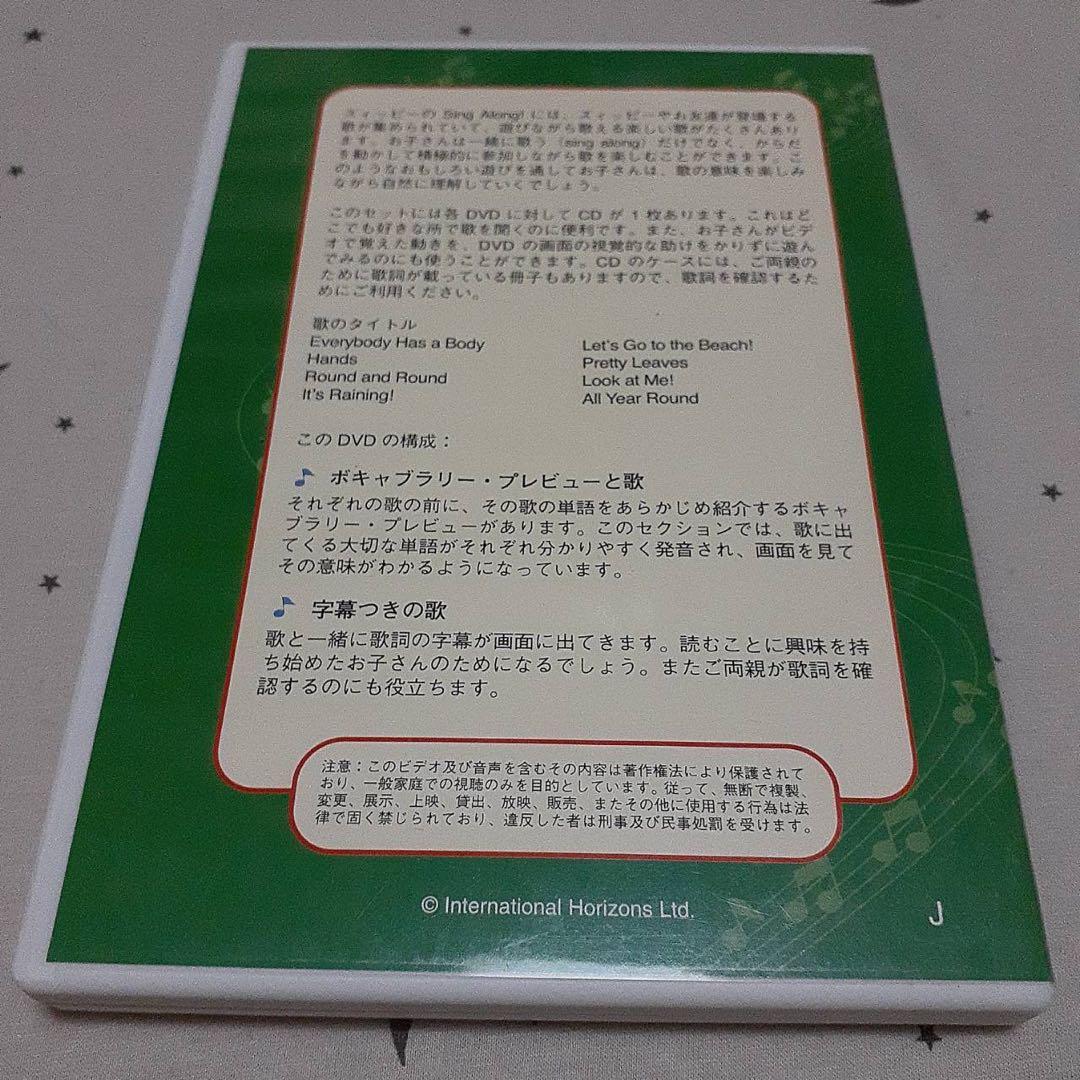 ズィッピーの Sing Along! には、ズィッピーやお友達が登場する
歌が集められていて、遊びながら歌える楽しい歌がたくさんあり
ます。お子さんは一緒に歌う（sing along）だけでなく、からだ
を動かして積極的に参加しながら歌を楽しむことができます。こ
のようなおもしろい遊びを通してお子さんは、歌の意味を楽しみ
ながら自然に理解していくでしょう。
このセットには各 DVD に対して CD が 1 枚あります。これはど
こでも好きな所で歌を聞くのに便利です。また、お子さんがビデ
オで覚えた動きを、DVD の画面の視覚的な助けをかりずに遊ん
でみるのにも使うことができます。CD のケースには、ご両親の
ために歌詞が載っている冊子もありますので、歌詞を確認するた
めにご利用ください。
歌のタイトル
Everybody Has a Body
Hands
Round and Round
It's Raining!
Let's Go to the Beach!
Pretty Leaves
Look at Me!
All Year Round
この DVD の構成：
ボキャブラリー・プレビューと歌
それぞれの歌の前に、その歌の単語をあらかじめ紹介するボキャ
ブラリー・プレビューがあります。このセクションでは、歌に出
てくる大切な単語がそれぞれ分かりやすく発音され、画面を見て
その意味がわかるようになっています。
字幕つきの歌
歌と一緒に歌詞の字幕が画面に出てきます。読むことに興味を持
ち始めたお子さんのためになるでしょう。またご両親が歌詞を確
認するのにも役立ちます。
注意：このビデオ及び音声を含むその内容は著作権法により保護されて
おり、一般家庭での視聴のみを目的としています。従って、無断で複製、
変更、展示、上映、貸出、放映、販売、またその他に使用する行為は法
律で固く禁じられており、違反した者は刑事及び民事処罰を受けます。
© International Horizons Ltd.
J